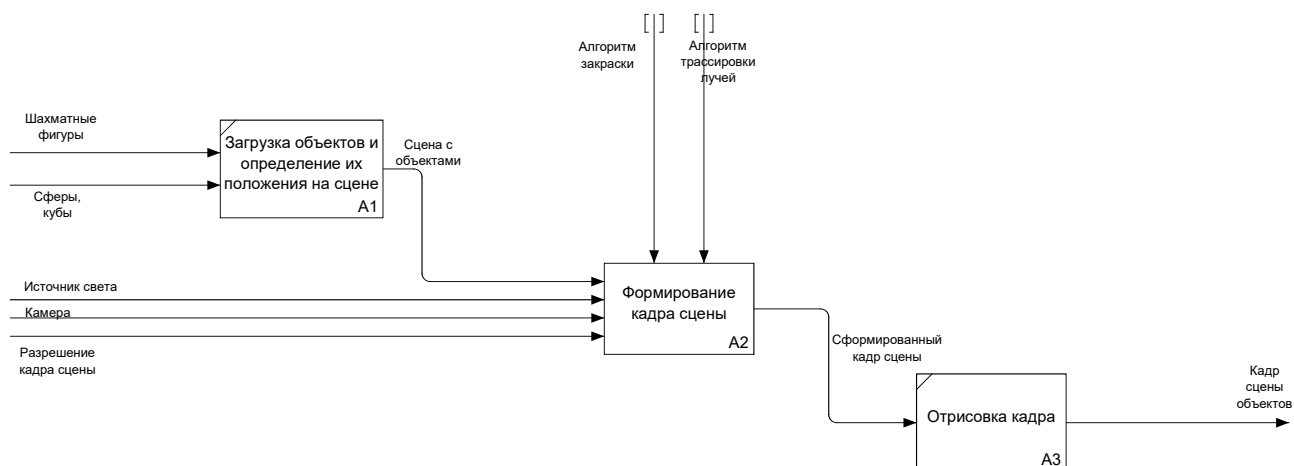 Алгоритм
закраски
Алгоритм
трассировки
лучей
Шахматные
фигуры
Сферы,
кубы
Загрузка объектов и
определение их
положения на сцене
A1
Сцена с
объектами
Источник света
Камера
Разрешение
кадра сцены
Формирование
кадра сцены
A2
Сформированный
кадр сцены
Отрисовка кадра
A3
Кадр
сцены
объектов